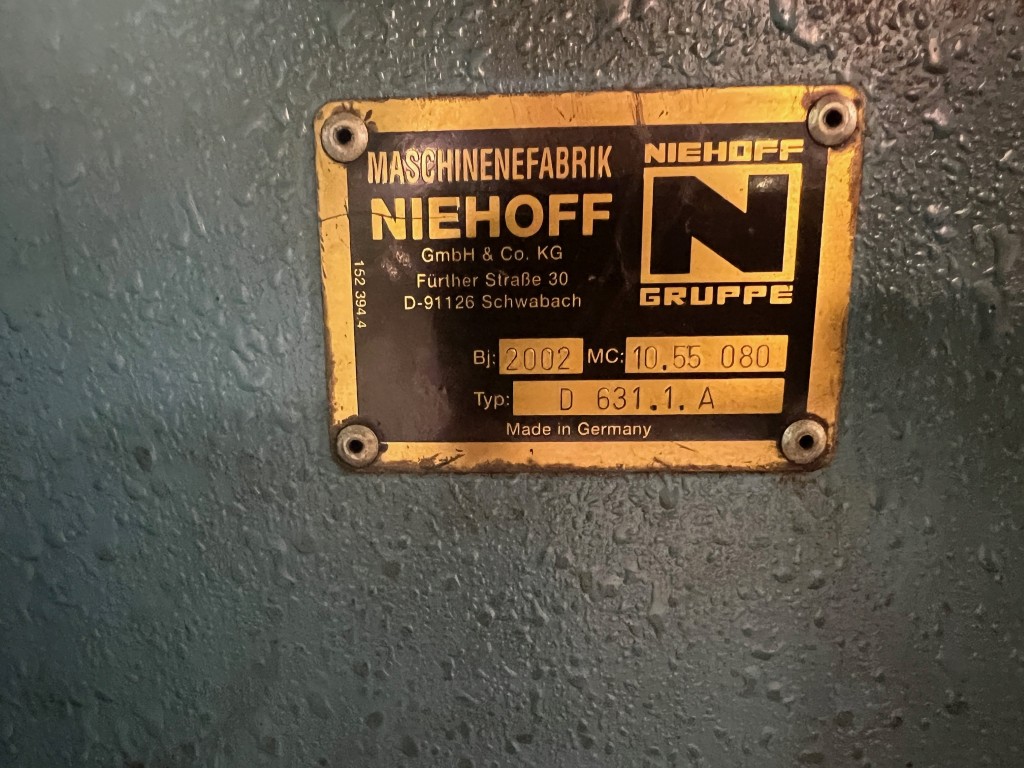 MASCHINENEFABRIK
NIEHOFF
GmbH & Co. KG
Fürther Straße 30
D-91126 Schwabach
NIEHOFF
N
GRUPPE
152 394.4
Bj: 2002 MC: 10.55 080
Typ: D 631.1. A
Made in Germany